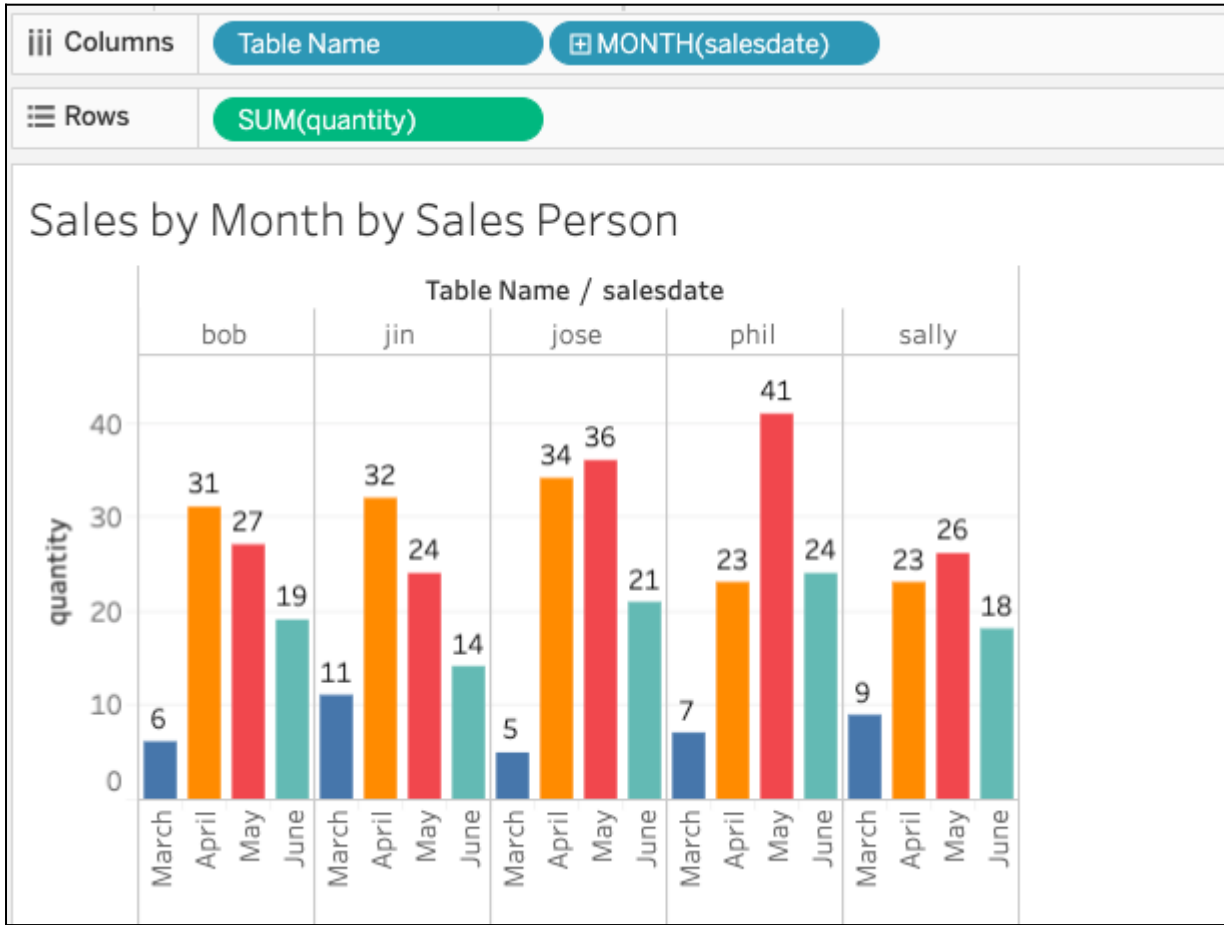 Columns Table Name MONTH(salesdate)
Rows SUM(quantity)
Sales by Month by Sales Person
Table Name / salesdate
bob jin jose phil sally
quantity
40
30
20
10
0
6 31 27 19
11 32 24 14
5 34 36 21
7 23 41 24
9 23 26 18
March April May June March April May June March April May June March April May June March April May June